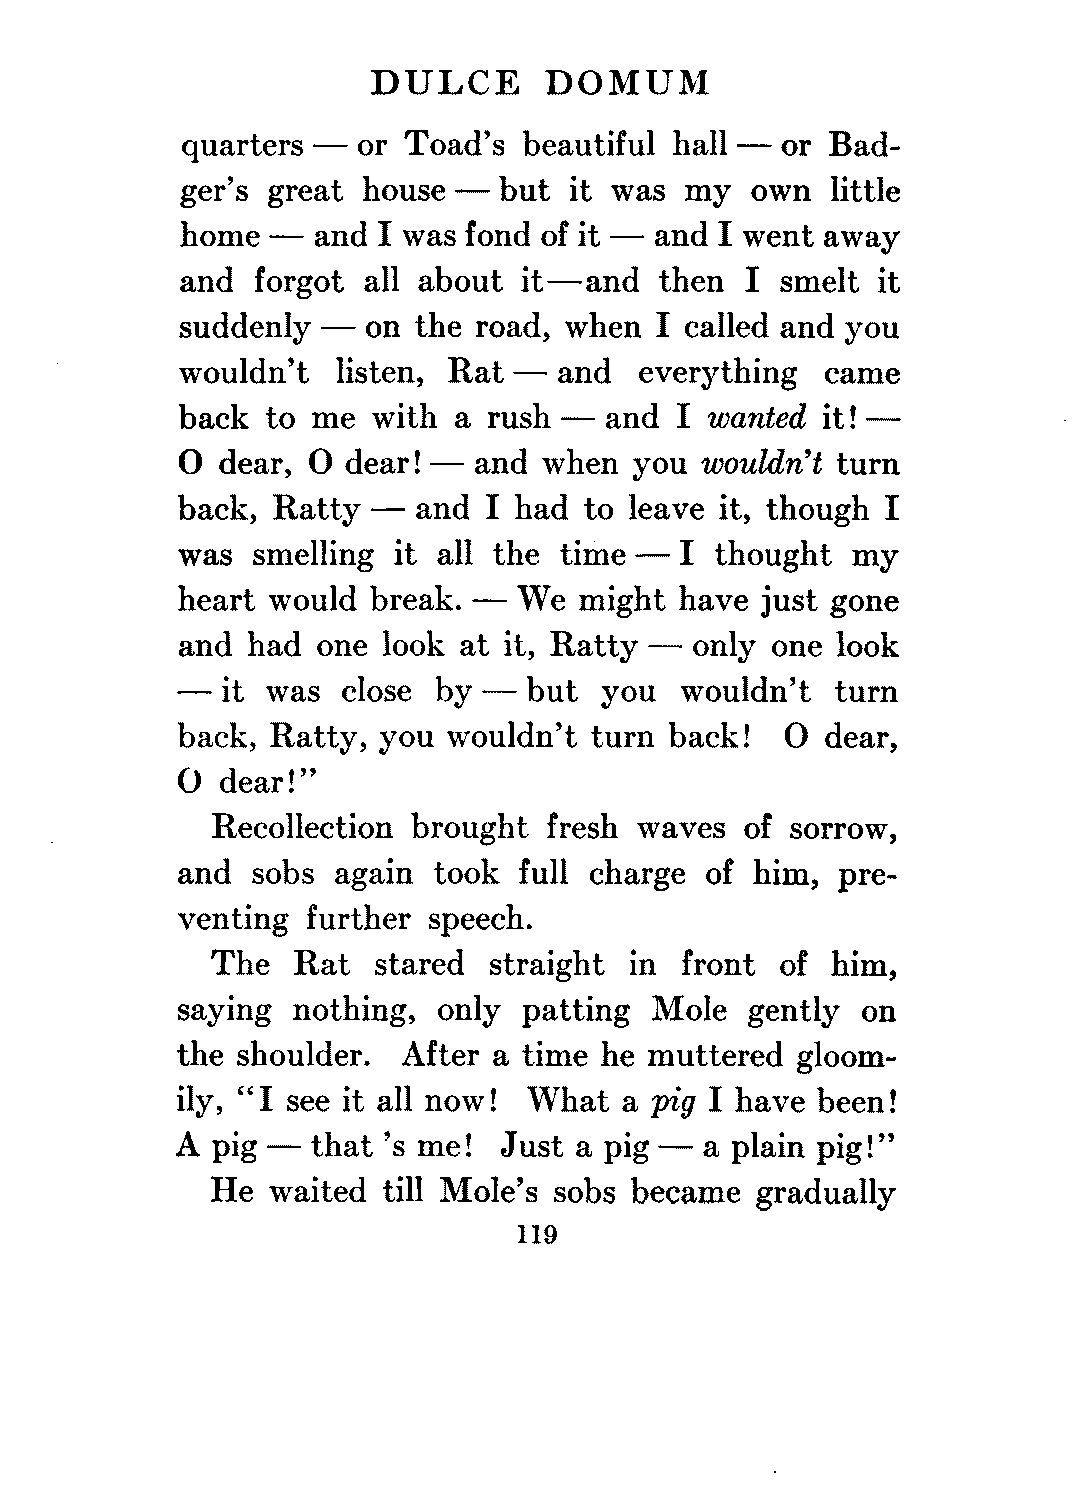 DULCE DOMUM
quarters — or Toad's beautiful hall — or Bad-
ger's great house — but it was my own little
home — and I was fond of it — and I went away
and forgot all about it—and then I smelt it
suddenly — on the road, when I called and you
wouldn't listen, Rat — and everything came
back to me with a rush — and I wanted it! —
O dear, O dear! — and when you wouldn't turn
back, Ratty — and I had to leave it, though I
was smelling it all the time — I thought my
heart would break. — We might have just gone
and had one look at it, Ratty — only one look
— it was close by — but you wouldn't turn
back, Ratty, you wouldn't turn back! O dear,
O dear!"
Recollection brought fresh waves of sorrow,
and sobs again took full charge of him, pre-
venting further speech.
The Rat stared straight in front of him,
saying nothing, only patting Mole gently on
the shoulder. After a time he muttered gloom-
ily, "I see it all now! What a pig I have been!
A pig — that 's me! Just a pig — a plain pig!"
He waited till Mole's sobs became gradually
119